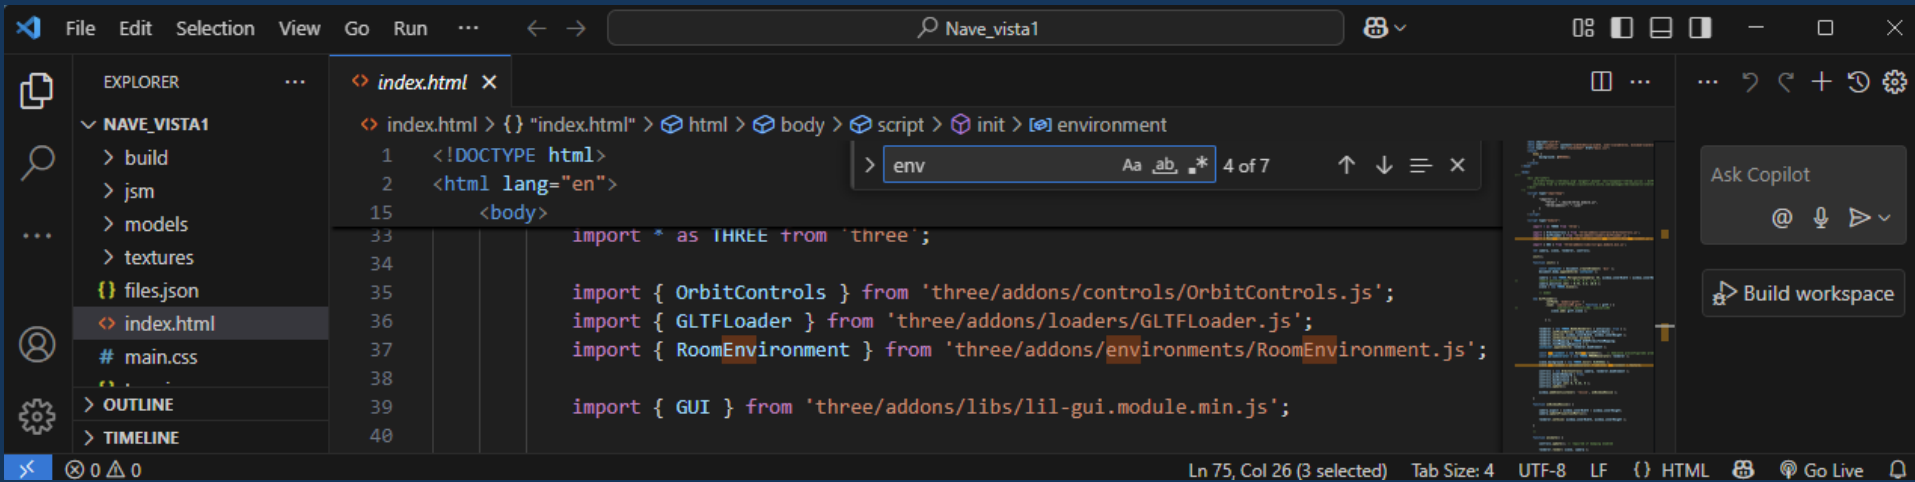 File Edit Selection View Go Run ··· Nave_vista1
EXPLORER ···
NAVE_VISTA1
build
jsm
models
textures
{} files.json
<> index.html
# main.css
OUTLINE
TIMELINE
<> index.html
<> index.html > {} "index.html" > html > body > script > init > environment
env Aa ab .* 4 of 7
1 <!DOCTYPE html>
2 <html lang="en">
15 <body>
33 import * as THREE from 'three';
34
35 import { OrbitControls } from 'three/addons/controls/OrbitControls.js';
36 import { GLTFLoader } from 'three/addons/loaders/GLTFLoader.js';
37 import { RoomEnvironment } from 'three/addons/environments/RoomEnvironment.js';
38
39 import { GUI } from 'three/addons/libs/lil-gui.module.min.js';
40
Ask Copilot
@
Build workspace
0 0 Ln 75, Col 26 (3 selected) Tab Size: 4 UTF-8 LF {} HTML Go Live